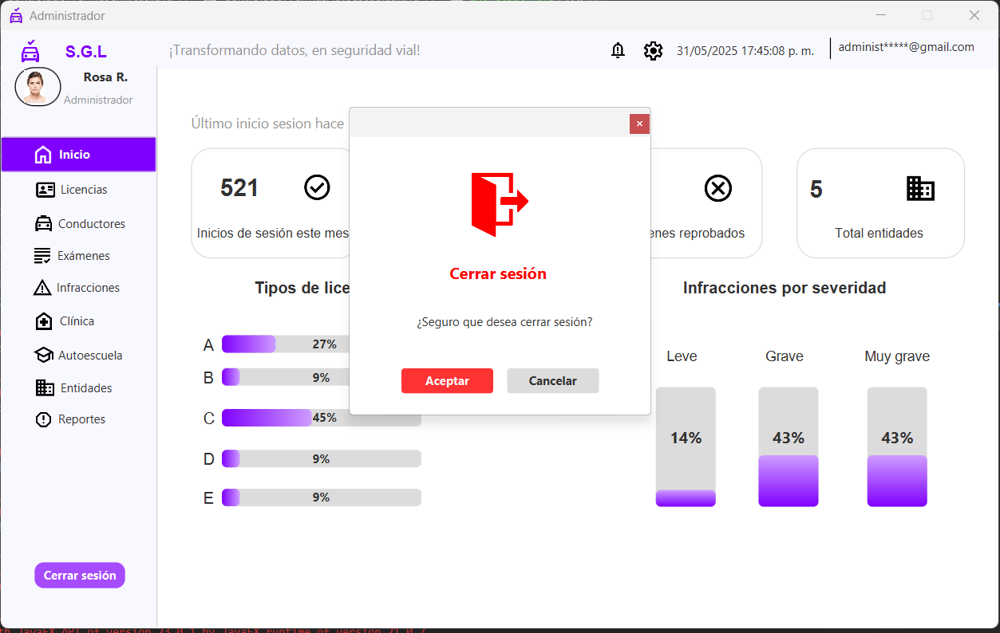 Administrador
S.G.L
¡Transformando datos, en seguridad vial!
31/05/2025 17:45:08 p. m.
administ*****@gmail.com
Rosa R.
Administrador
Inicio
Licencias
Conductores
Exámenes
Infracciones
Clínica
Autoescuela
Entidades
Reportes
Cerrar sesión
Último inicio sesion hace
521
Inicios de sesión este mes
enes reprobados
5
Total entidades
Tipos de lice
A 27%
B 9%
C 45%
D 9%
E 9%
Cerrar sesión
¿Seguro que desea cerrar sesión?
Aceptar Cancelar
Infracciones por severidad
Leve Grave Muy grave
14% 43% 43%